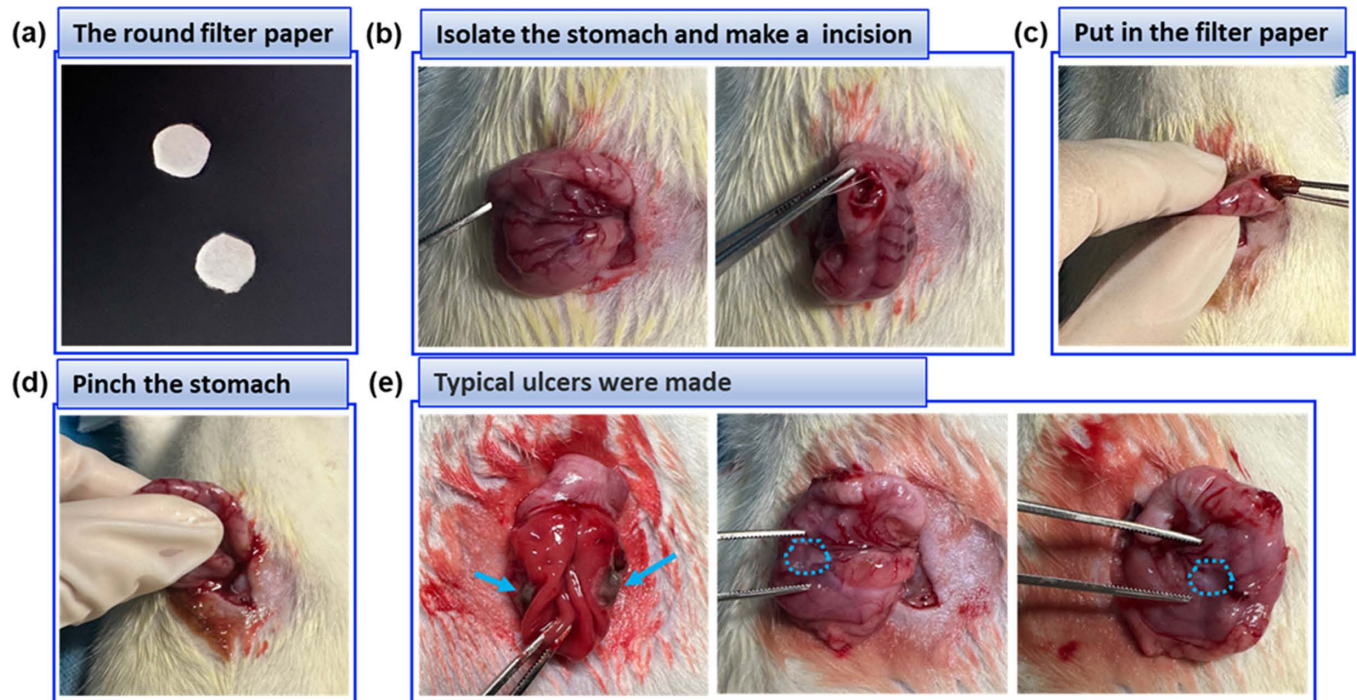 (a) The round filter paper
(b) Isolate the stomach and make a incision
(c) Put in the filter paper
(d) Pinch the stomach
(e) Typical ulcers were made